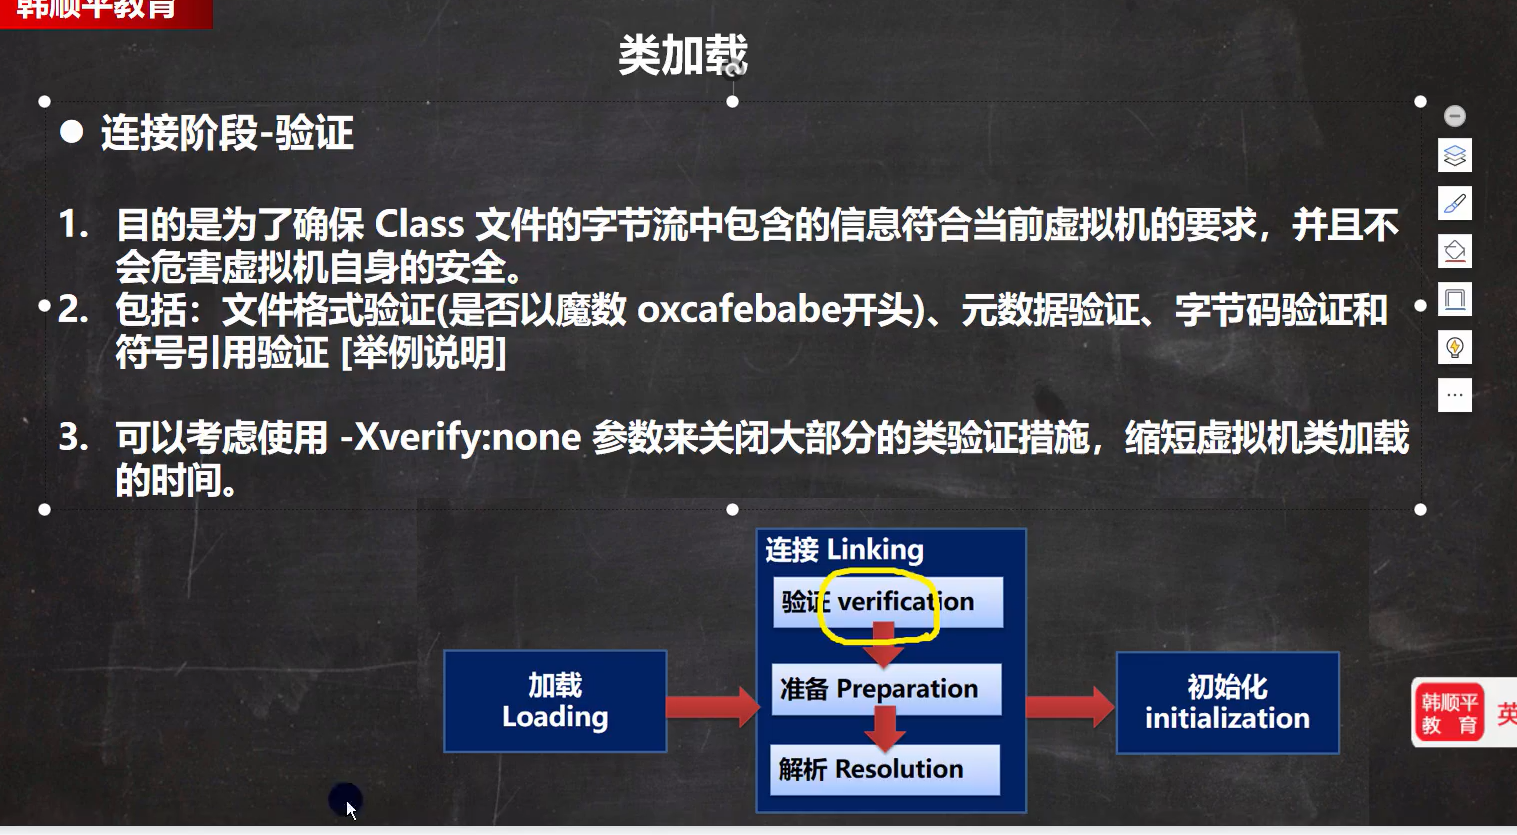 韩顺平教育
类加载
● 连接阶段-验证
1. 目的是为了确保 Class 文件的字节流中包含的信息符合当前虚拟机的要求，并且不
会危害虚拟机自身的安全。
2. 包括：文件格式验证(是否以魔数 oxcafebabe开头)、元数据验证、字节码验证和
符号引用验证 [举例说明]
3. 可以考虑使用 -Xverify:none 参数来关闭大部分的类验证措施，缩短虚拟机类加载
的时间。
连接 Linking
验证 verification
准备 Preparation
解析 Resolution
加载
Loading
初始化
initialization
韩顺平
教 育
英